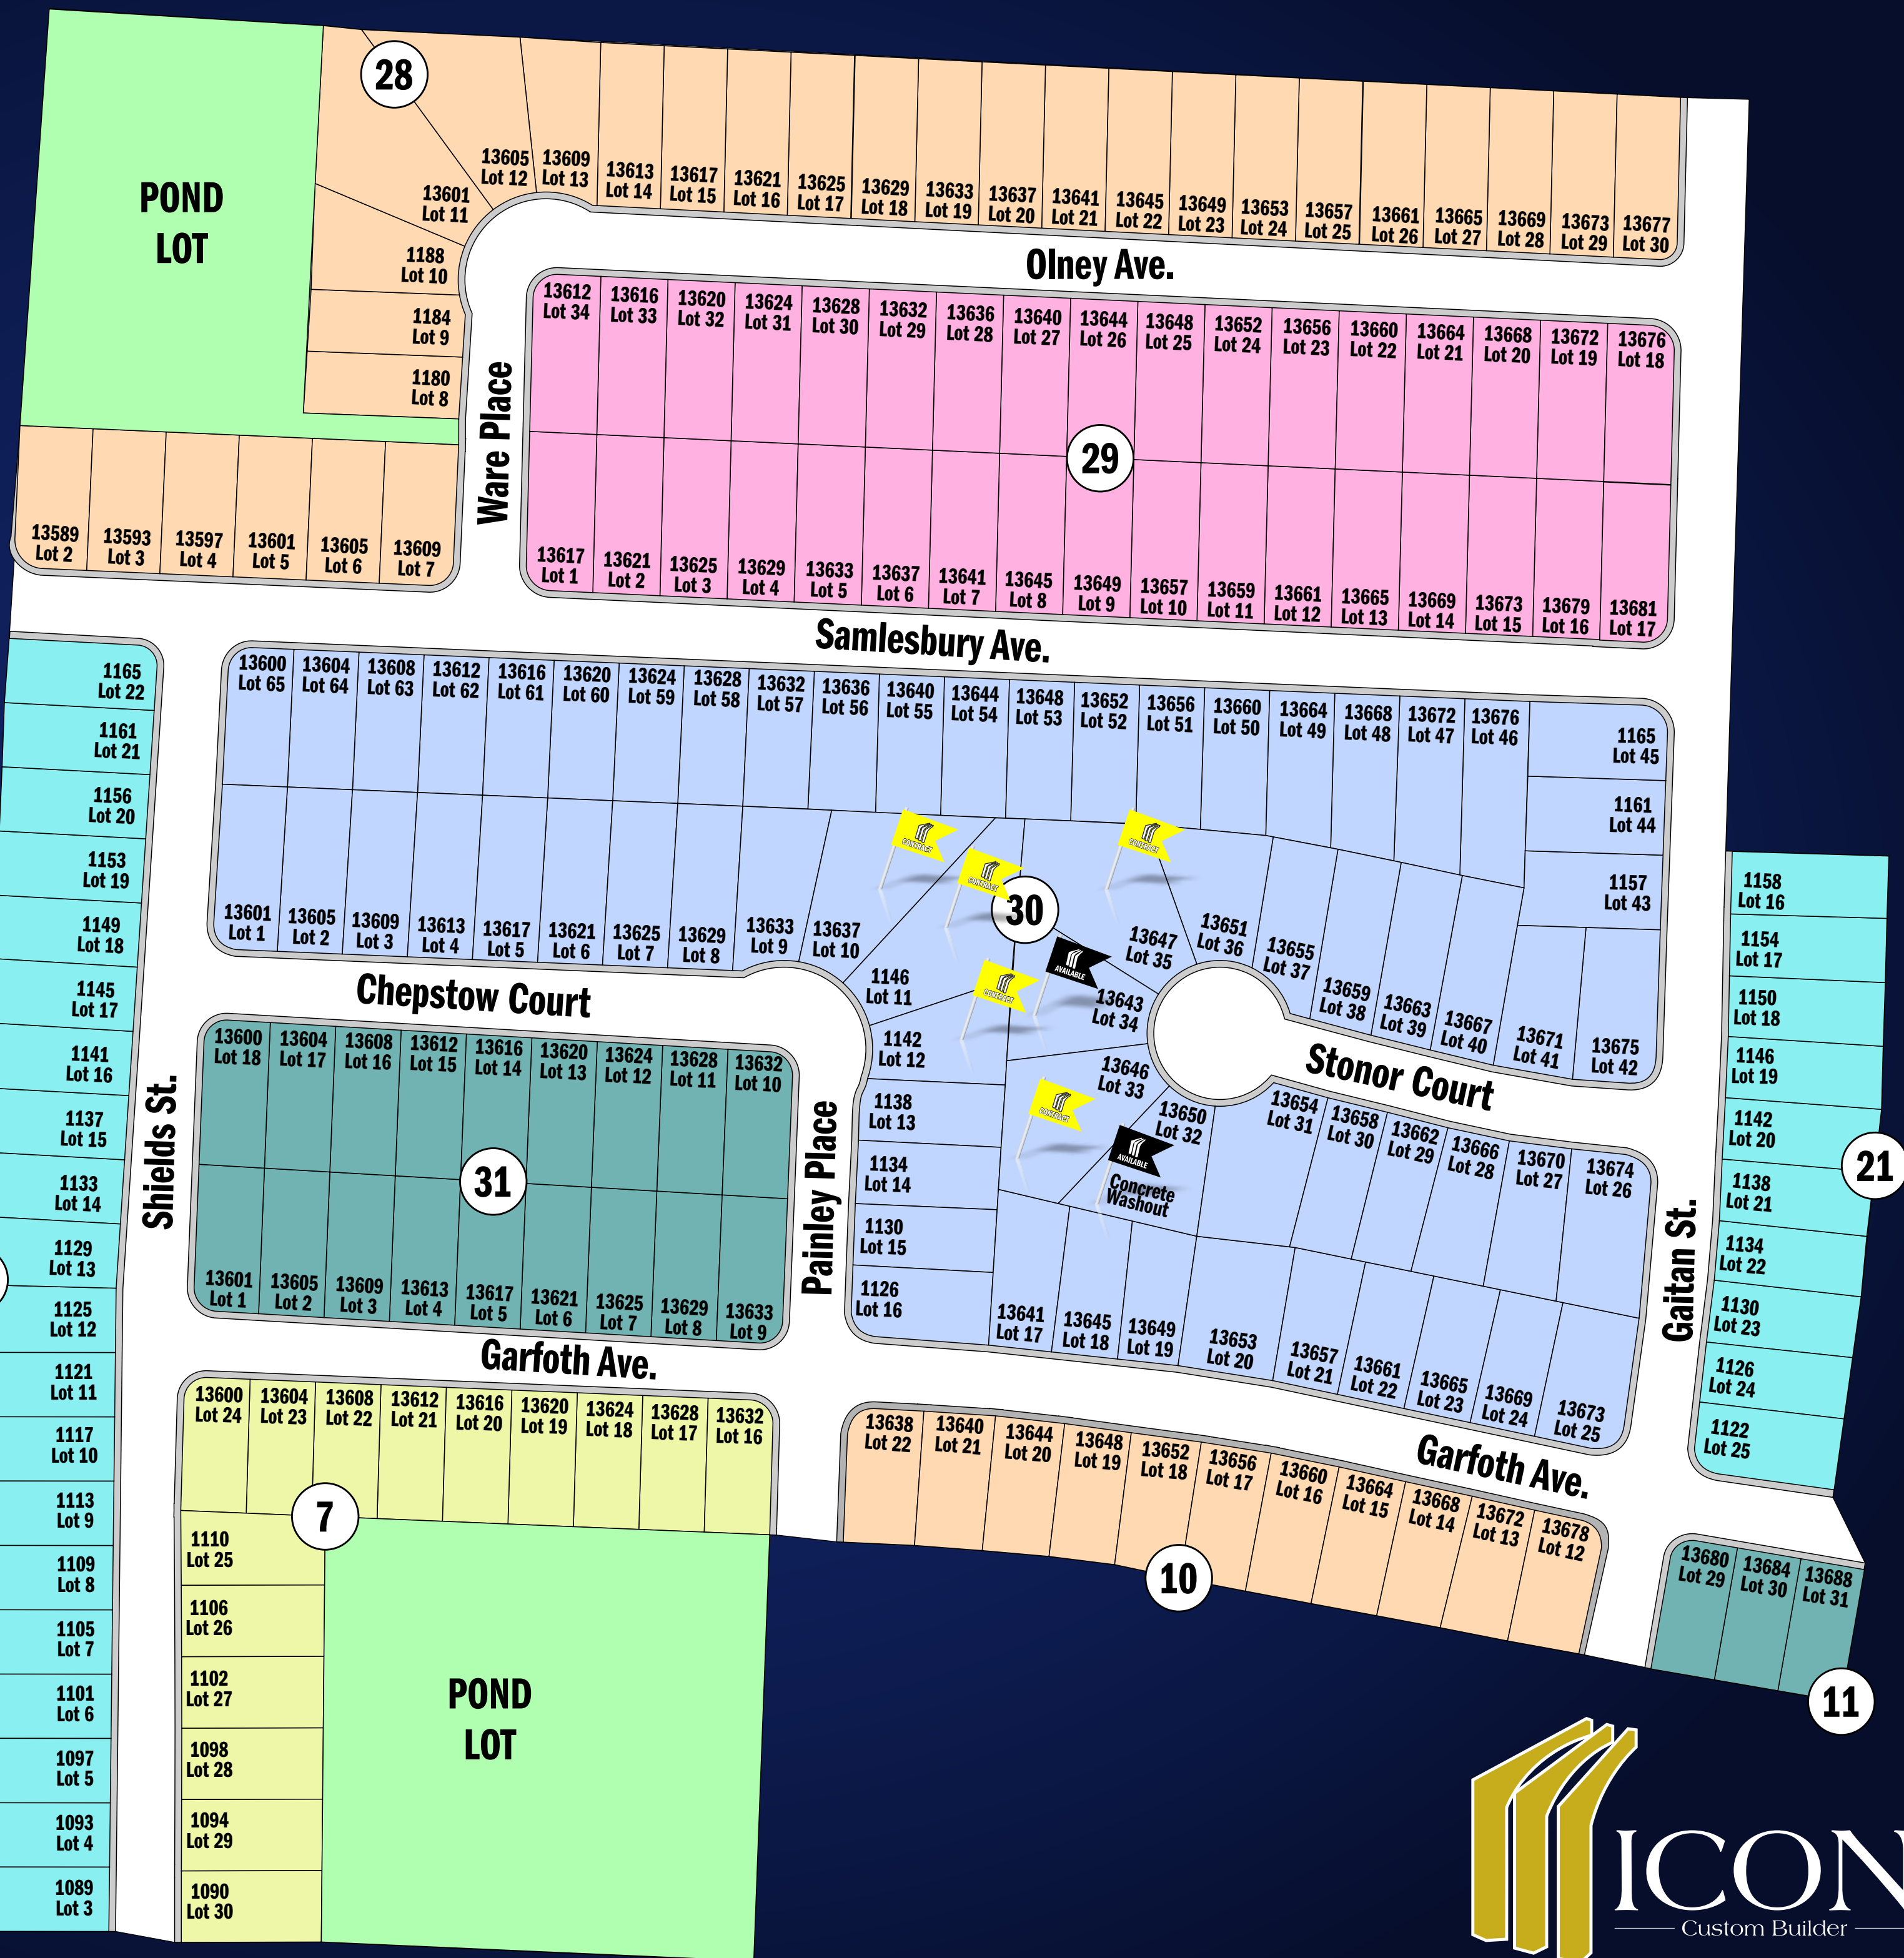 28
POND
LOT
13605
Lot 12
13609
Lot 13
13613
Lot 14
13617
Lot 15
13621
Lot 16
13625
Lot 17
13629
Lot 18
13633
Lot 19
13637
Lot 20
13641
Lot 21
13645
Lot 22
13649
Lot 23
13653
Lot 24
13657
Lot 25
13661
Lot 26
13665
Lot 27
13669
Lot 28
13673
Lot 29
13677
Lot 30
13601
Lot 11
1188
Lot 10
1184
Lot 9
1180
Lot 8
Olney Ave.
13612
Lot 34
13616
Lot 33
13620
Lot 32
13624
Lot 31
13628
Lot 30
13632
Lot 29
13636
Lot 28
13640
Lot 27
13644
Lot 26
13648
Lot 25
13652
Lot 24
13656
Lot 23
13660
Lot 22
13664
Lot 21
13668
Lot 20
13672
Lot 19
13676
Lot 18
Ware Place
29
13589
Lot 2
13593
Lot 3
13597
Lot 4
13601
Lot 5
13605
Lot 6
13609
Lot 7
13617
Lot 1
13621
Lot 2
13625
Lot 3
13629
Lot 4
13633
Lot 5
13637
Lot 6
13641
Lot 7
13645
Lot 8
13649
Lot 9
13657
Lot 10
13659
Lot 11
13661
Lot 12
13665
Lot 13
13669
Lot 14
13673
Lot 15
13679
Lot 16
13681
Lot 17
Samlesbury Ave.
1165
Lot 22
1161
Lot 21
1156
Lot 20
1153
Lot 19
1149
Lot 18
1145
Lot 17
1141
Lot 16
1137
Lot 15
1133
Lot 14
1129
Lot 13
1125
Lot 12
1121
Lot 11
1117
Lot 10
1113
Lot 9
1109
Lot 8
1105
Lot 7
1101
Lot 6
1097
Lot 5
1093
Lot 4
1089
Lot 3
Shields St.
13600
Lot 65
13604
Lot 64
13608
Lot 63
13612
Lot 62
13616
Lot 61
13620
Lot 60
13624
Lot 59
13628
Lot 58
13632
Lot 57
13636
Lot 56
13640
Lot 55
13644
Lot 54
13648
Lot 53
13652
Lot 52
13656
Lot 51
13660
Lot 50
13664
Lot 49
13668
Lot 48
13672
Lot 47
13676
Lot 46
1165
Lot 45
1161
Lot 44
1157
Lot 43
CONTRACT
CONTRACT
CONTRACT
30
13601
Lot 1
13605
Lot 2
13609
Lot 3
13613
Lot 4
13617
Lot 5
13621
Lot 6
13625
Lot 7
13629
Lot 8
13633
Lot 9
13637
Lot 10
1146
Lot 11
1142
Lot 12
1138
Lot 13
1134
Lot 14
1130
Lot 15
1126
Lot 16
CONTRACT
AVAILABLE
13647
Lot 35
13651
Lot 36
13655
Lot 37
13659
Lot 38
13663
Lot 39
13667
Lot 40
13671
Lot 41
13675
Lot 42
13643
Lot 34
13646
Lot 33
CONTRACT
13650
Lot 32
AVAILABLE
Concrete
Washout
Stonor Court
13654
Lot 31
13658
Lot 30
13662
Lot 29
13666
Lot 28
13670
Lot 27
13674
Lot 26
13641
Lot 17
13645
Lot 18
13649
Lot 19
13653
Lot 20
13657
Lot 21
13661
Lot 22
13665
Lot 23
13669
Lot 24
13673
Lot 25
Chepstow Court
13600
Lot 18
13604
Lot 17
13608
Lot 16
13612
Lot 15
13616
Lot 14
13620
Lot 13
13624
Lot 12
13628
Lot 11
13632
Lot 10
31
13601
Lot 1
13605
Lot 2
13609
Lot 3
13613
Lot 4
13617
Lot 5
13621
Lot 6
13625
Lot 7
13629
Lot 8
13633
Lot 9
Painley Place
Gaitan St.
1158
Lot 16
1154
Lot 17
1150
Lot 18
1146
Lot 19
1142
Lot 20
21
1138
Lot 21
1134
Lot 22
1130
Lot 23
1126
Lot 24
1122
Lot 25
Garfoth Ave.
13600
Lot 24
13604
Lot 23
13608
Lot 22
13612
Lot 21
13616
Lot 20
13620
Lot 19
13624
Lot 18
13628
Lot 17
13632
Lot 16
7
1110
Lot 25
1106
Lot 26
1102
Lot 27
1098
Lot 28
1094
Lot 29
1090
Lot 30
POND
LOT
Garfoth Ave.
13638
Lot 22
13640
Lot 21
13644
Lot 20
13648
Lot 19
13652
Lot 18
13656
Lot 17
13660
Lot 16
13664
Lot 15
13668
Lot 14
13672
Lot 13
13678
Lot 12
10
13680
Lot 29
13684
Lot 30
13688
Lot 31
11
ICON
Custom Builder